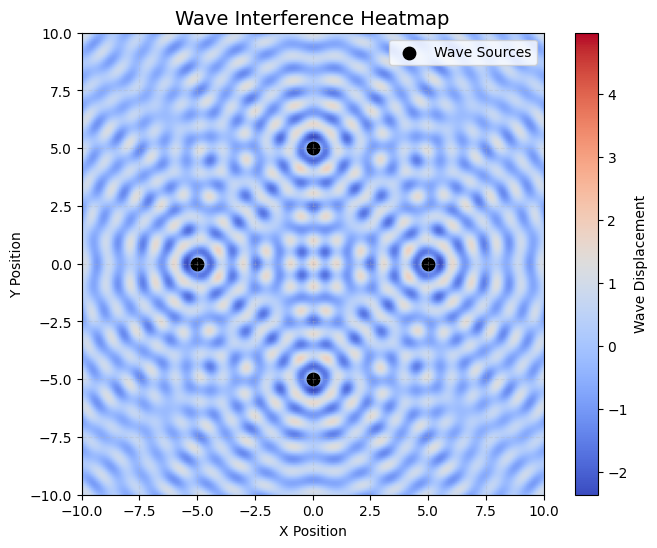 Wave Interference Heatmap
Wave Sources
10.0
7.5
5.0
2.5
0.0
−2.5
−5.0
−7.5
−10.0
Y Position
−10.0 −7.5 −5.0 −2.5 0.0 2.5 5.0 7.5 10.0
X Position
4
3
2
1
0
−1
−2
Wave Displacement